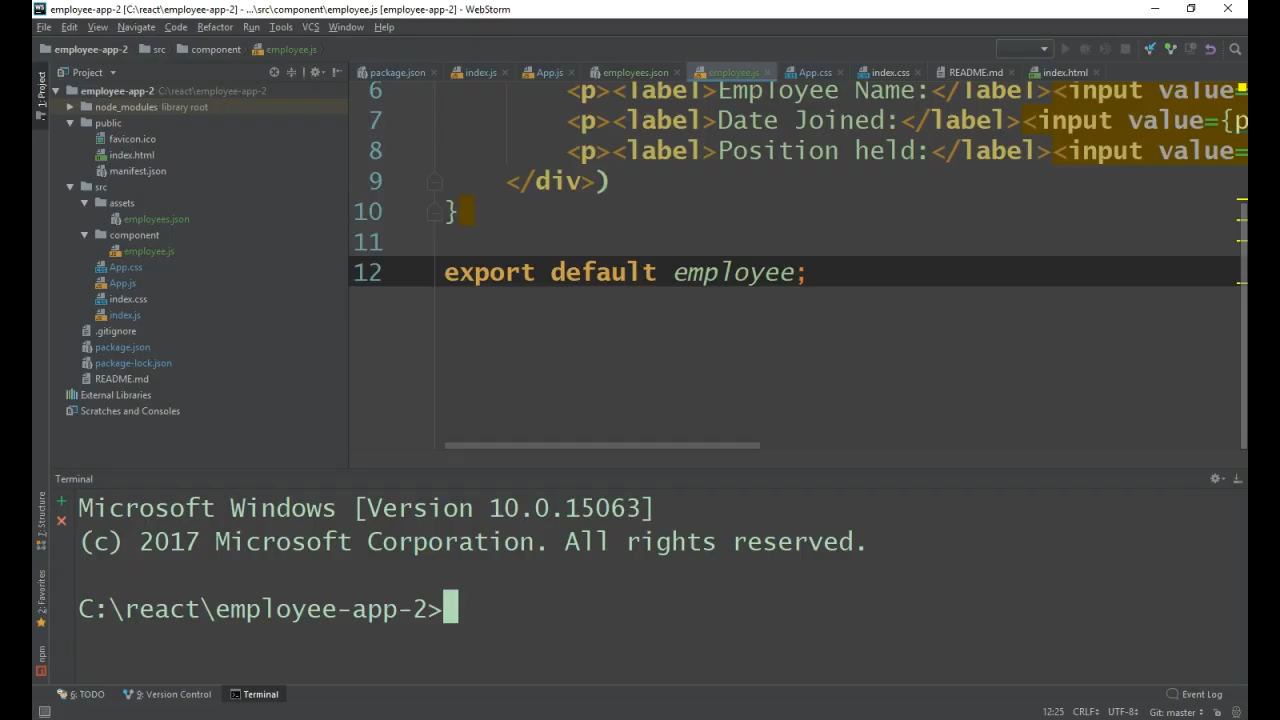 employee-app-2 [C:\react\employee-app-2] - ...\src\component\employee.js [employee-app-2] - WebStorm
File Edit View Navigate Code Refactor Run Tools VCS Window Help
employee-app-2 src component employee.js
1: Project
Project
package.json index.js App.js employees.json employee.js App.css index.css README.md index.html
employee-app-2 C:\react\employee-app-2
node_modules library root
public
favicon.ico
index.html
manifest.json
src
assets
employees.json
component
employee.js
App.css
App.js
index.css
index.js
.gitignore
package.json
package-lock.json
README.md
External Libraries
Scratches and Consoles
6 <p><label>Employee Name:</label><input value=
7 <p><label>Date Joined:</label><input value={p
8 <p><label>Position held:</label><input value=
9 </div>)
10 }
11
12 export default employee;
Terminal
7: Structure
2: Favorites
npm
Microsoft Windows [Version 10.0.15063]
(c) 2017 Microsoft Corporation. All rights reserved.
C:\react\employee-app-2>
6: TODO 9: Version Control Terminal Event Log
12:25 CRLF UTF-8 Git: master